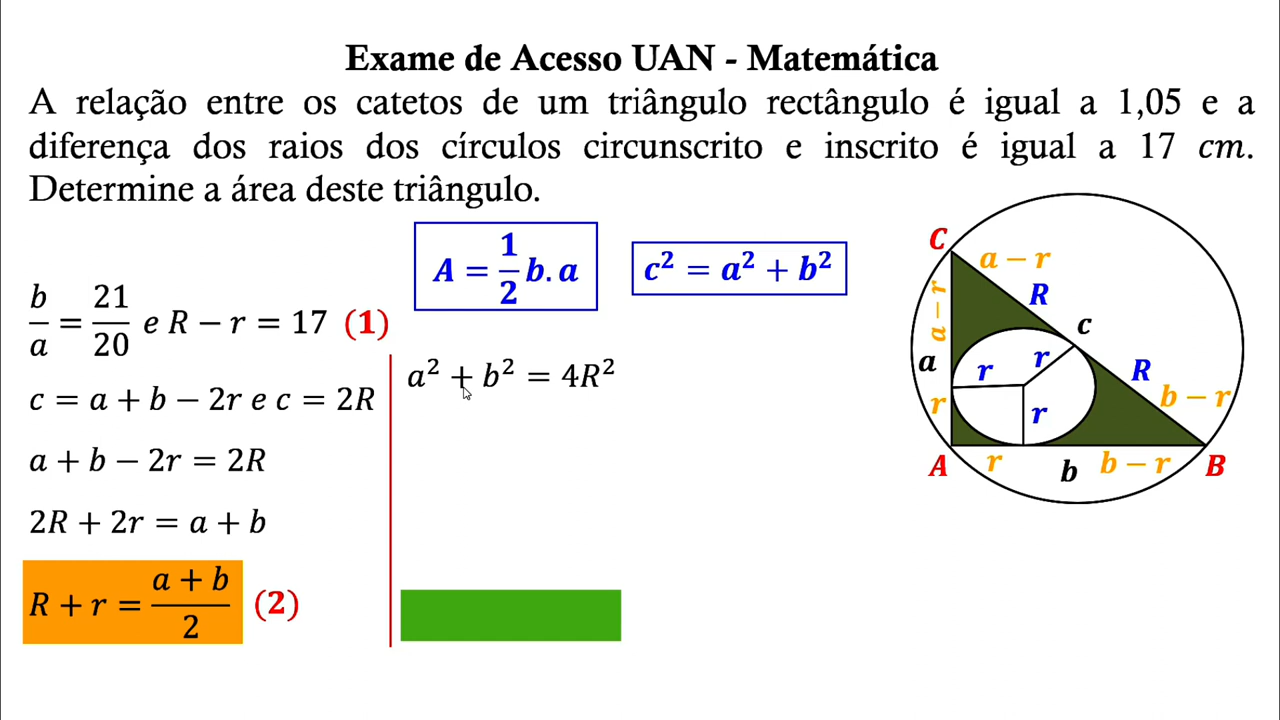 Exame de Acesso UAN - Matemática
A relação entre os catetos de um triângulo rectângulo é igual a 1,05 e a
diferença dos raios dos círculos circunscrito e inscrito é igual a 17 cm.
Determine a área deste triângulo.
A = 1/2 b. a
c² = a² + b²
b/a = 21/20 e R − r = 17 (1)
c = a + b − 2r e c = 2R
a + b − 2r = 2R
2R + 2r = a + b
R + r = (a + b)/2 (2)
a² + b² = 4R²
C
a − r
R
a − r
c
a
r
r
R
r
r
b − r
A
r
b
b − r
B